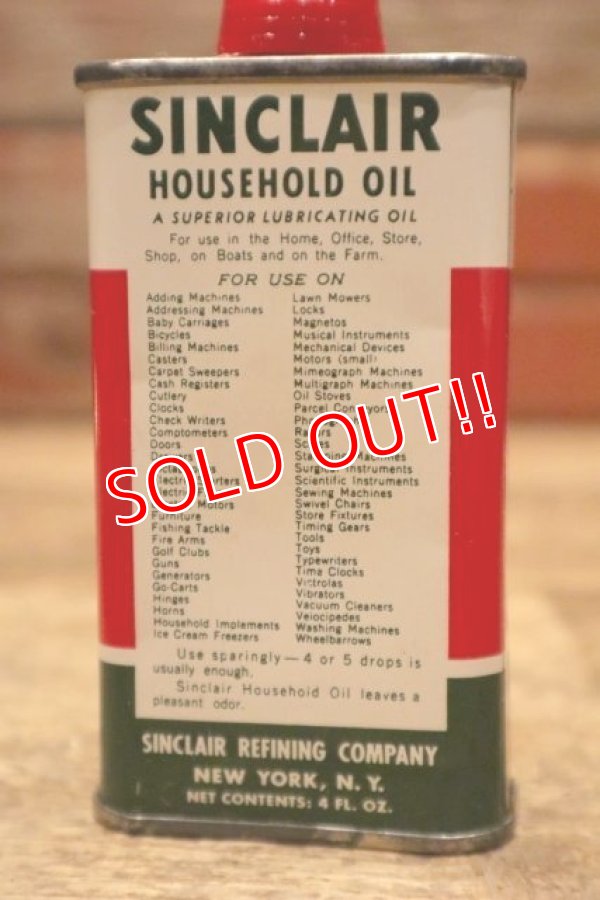 SINCLAIR
HOUSEHOLD OIL
A SUPERIOR LUBRICATING OIL
For use in the Home, Office, Store,
Shop, on Boats and on the Farm.
FOR USE ON
Adding Machines
Addressing Machines
Baby Carriages
Bicycles
Billing Machines
Casters
Carpet Sweepers
Cash Registers
Cutlery
Clocks
Check Writers
Comptometers
Doors
Motors
Furniture
Fishing Tackle
Fire Arms
Golf Clubs
Guns
Generators
Go-Carts
Hinges
Horns
Household Implements
Ice Cream Freezers
Lawn Mowers
Locks
Magnetos
Musical Instruments
Mechanical Devices
Motors (small)
Mimeograph Machines
Multigraph Machines
Oil Stoves
Parcel
Machines
Surgical Instruments
Scientific Instruments
Sewing Machines
Swivel Chairs
Store Fixtures
Timing Gears
Tools
Toys
Typewriters
Time Clocks
Victrolas
Vibrators
Vacuum Cleaners
Velocipedes
Washing Machines
Wheelbarrows
SOLD OUT!!
Use sparingly—4 or 5 drops is
usually enough.
Sinclair Household Oil leaves a
pleasant odor.
SINCLAIR REFINING COMPANY
NEW YORK, N. Y.
NET CONTENTS: 4 FL. OZ.